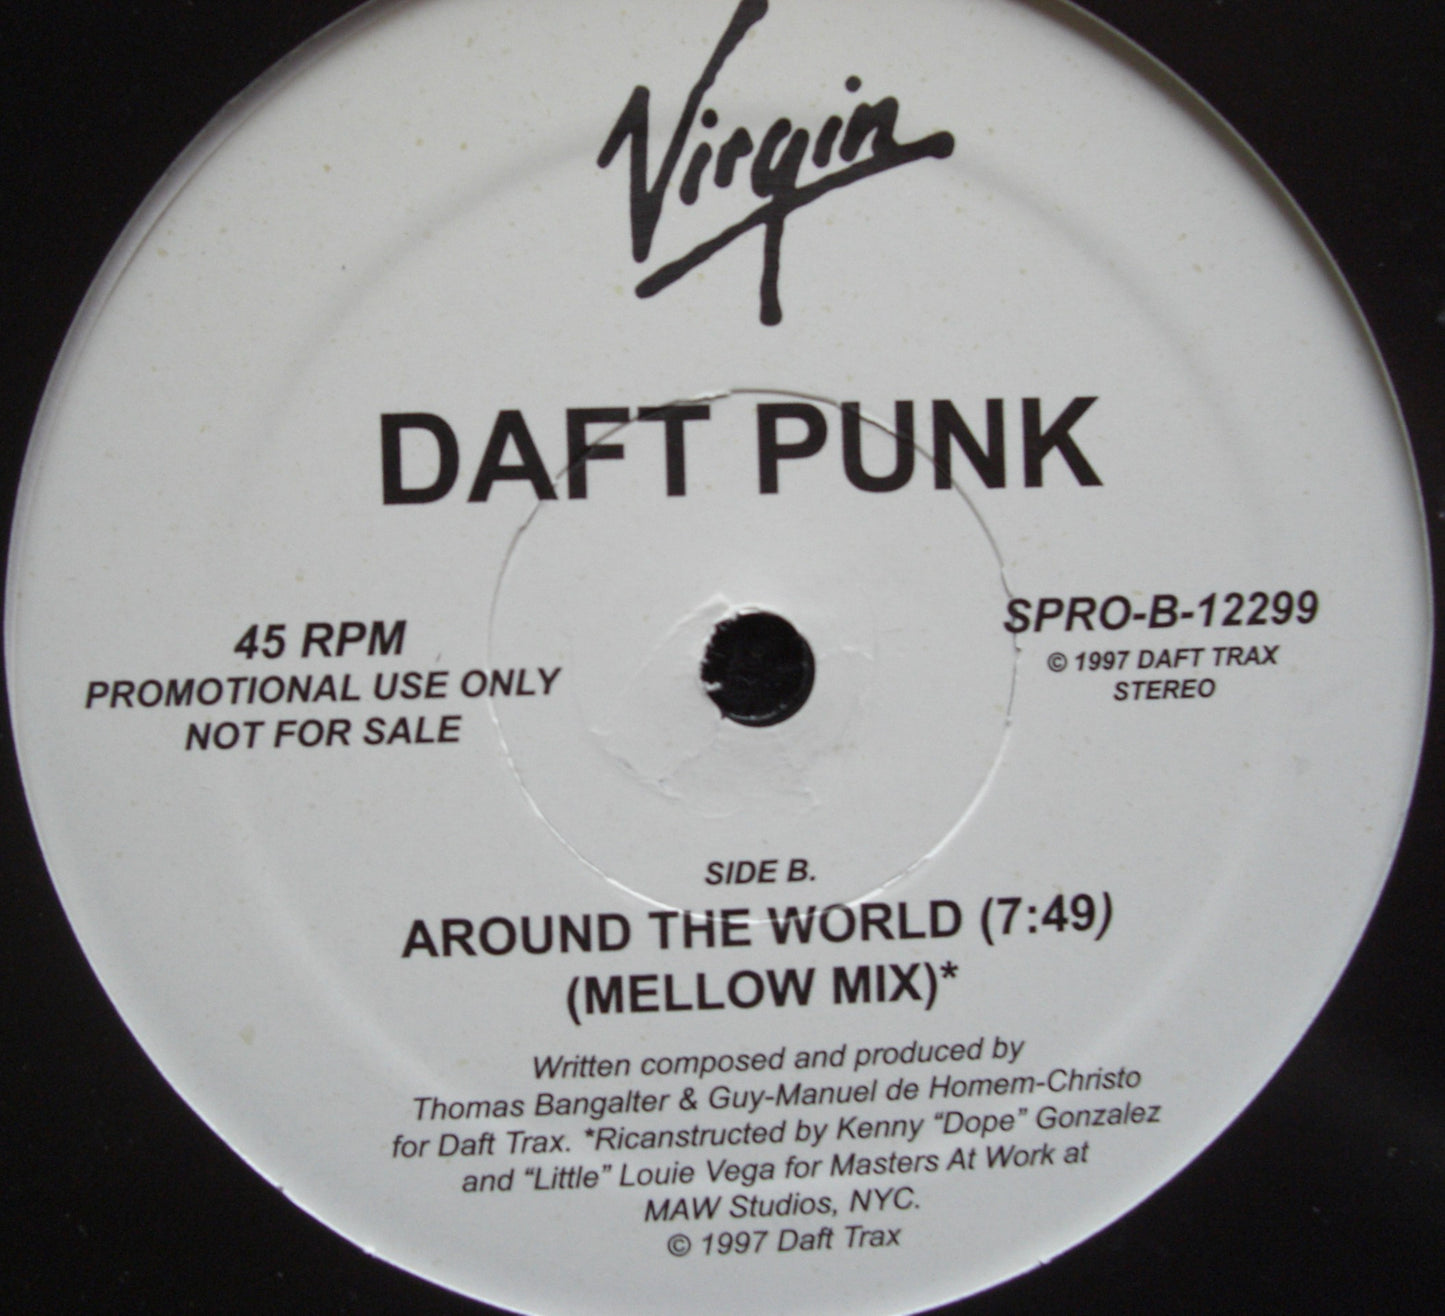 Virgin
DAFT PUNK
45 RPM
PROMOTIONAL USE ONLY
NOT FOR SALE
SPRO-B-12299
© 1997 DAFT TRAX
STEREO
SIDE B.
AROUND THE WORLD (7:49)
(MELLOW MIX)*
Written composed and produced by
Thomas Bangalter & Guy-Manuel de Homem-Christo
for Daft Trax. *Ricanstructed by Kenny “Dope” Gonzalez
and “Little” Louie Vega for Masters At Work at
MAW Studios, NYC.
© 1997 Daft Trax